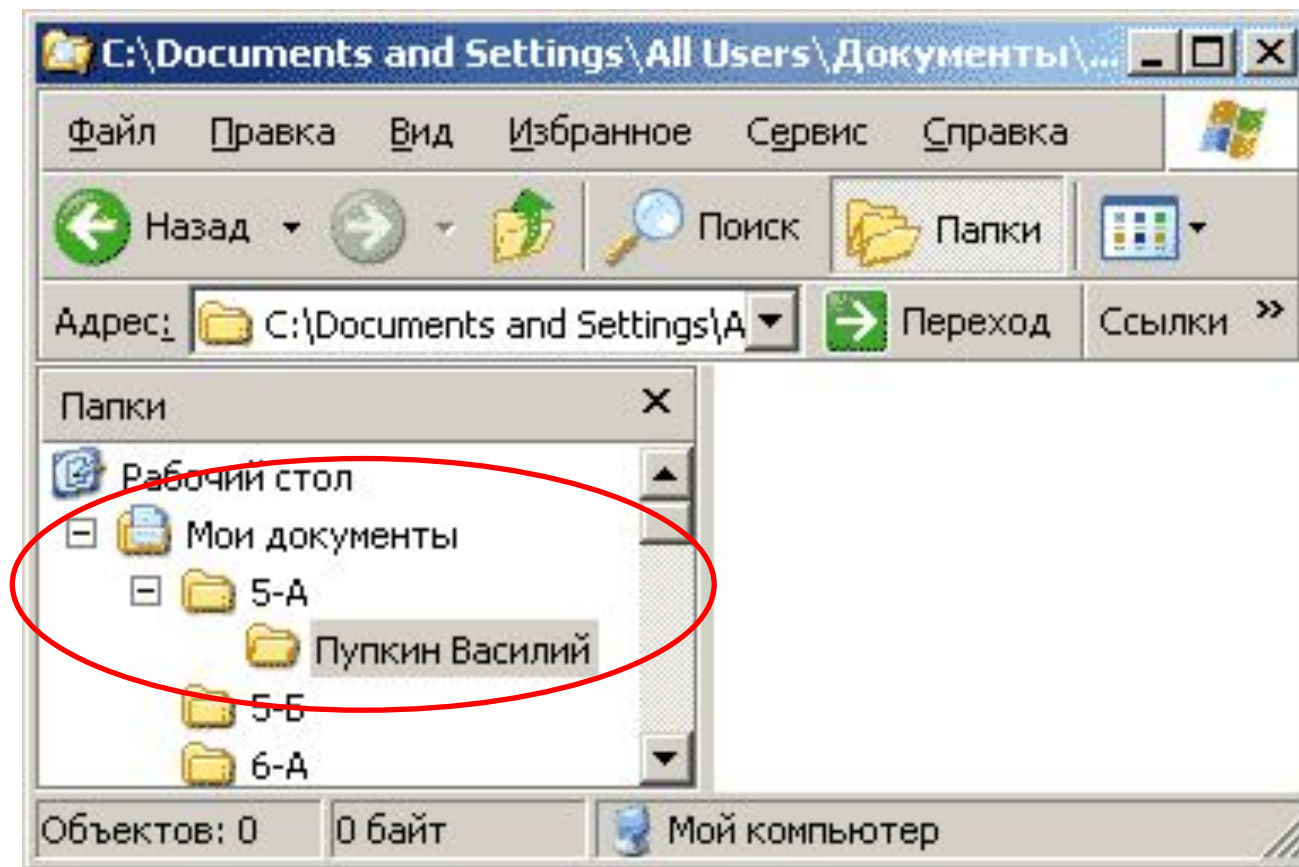 C:\Documents and Settings\All Users\Документы\...
Файл Правка Вид Избранное Сервис Справка
Назад Поиск Папки
Адрес: C:\Documents and Settings\A Переход Ссылки »
Папки
Рабочий стол
Мои документы
5-А
Пупкин Василий
5-Б
6-А
Объектов: 0 0 байт Мой компьютер